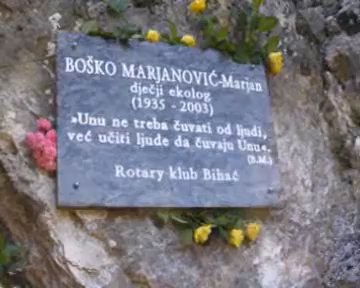 BOŠKO MARJANOVIĆ-Marjan
dječji ekolog
(1935 - 2003)
»Unu ne treba čuvati od ljudi,
već učiti ljude da čuvaju Unu«.
(B.M.)
Rotary klub Bihać